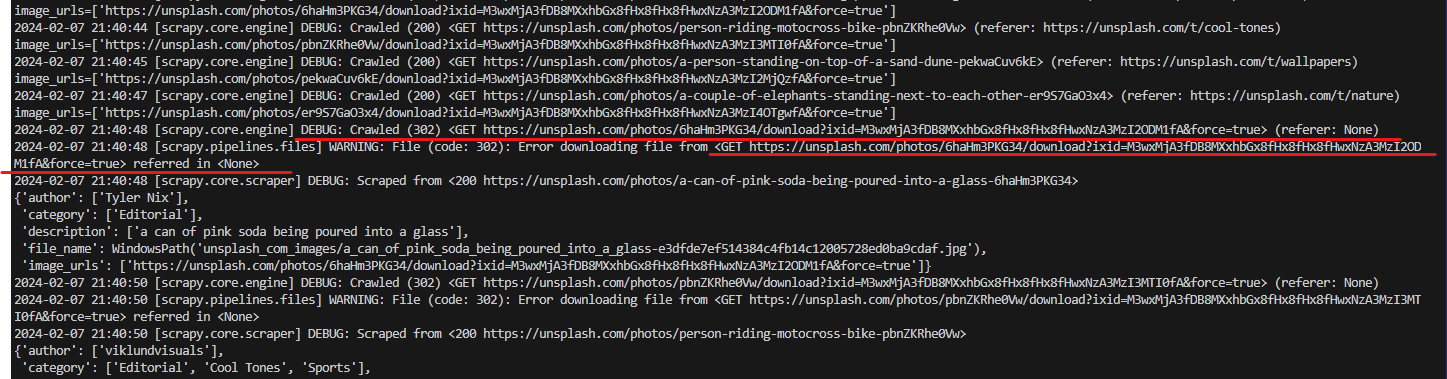 image_urls=['https://unsplash.com/photos/6haHm3PKG34/download?ixid=M3wxMjA3fDB8MXxhbGx8fHx8fHx8fHwxNzA3MzI2ODM1fA&force=true']
2024-02-07 21:40:44 [scrapy.core.engine] DEBUG: Crawled (200) <GET https://unsplash.com/photos/person-riding-motocross-bike-pbnZKRhe0Vw> (referer: https://unsplash.com/t/cool-tones)
image_urls=['https://unsplash.com/photos/pbnZKRhe0Vw/download?ixid=M3wxMjA3fDB8MXxhbGx8fHx8fHx8fHwxNzA3MzI3MTI0fA&force=true']
2024-02-07 21:40:45 [scrapy.core.engine] DEBUG: Crawled (200) <GET https://unsplash.com/photos/a-person-standing-on-top-of-a-sand-dune-pekwaCuv6kE> (referer: https://unsplash.com/t/wallpapers)
image_urls=['https://unsplash.com/photos/pekwaCuv6kE/download?ixid=M3wxMjA3fDB8MXxhbGx8fHx8fHx8fHwxNzA3MzI2MjQzfA&force=true']
2024-02-07 21:40:47 [scrapy.core.engine] DEBUG: Crawled (200) <GET https://unsplash.com/photos/a-couple-of-elephants-standing-next-to-each-other-er9S7GaO3x4> (referer: https://unsplash.com/t/nature)
image_urls=['https://unsplash.com/photos/er9S7GaO3x4/download?ixid=M3wxMjA3fDB8MXxhbGx8fHx8fHx8fHwxNzA3MzI4OTgwfA&force=true']
2024-02-07 21:40:48 [scrapy.core.engine] DEBUG: Crawled (302) <GET https://unsplash.com/photos/6haHm3PKG34/download?ixid=M3wxMjA3fDB8MXxhbGx8fHx8fHx8fHwxNzA3MzI2ODM1fA&force=true> (referer: None)
2024-02-07 21:40:48 [scrapy.pipelines.files] WARNING: File (code: 302): Error downloading file from <GET https://unsplash.com/photos/6haHm3PKG34/download?ixid=M3wxMjA3fDB8MXxhbGx8fHx8fHx8fHwxNzA3MzI2OD
M1fA&force=true> referred in <None>
2024-02-07 21:40:48 [scrapy.core.scraper] DEBUG: Scraped from <200 https://unsplash.com/photos/a-can-of-pink-soda-being-poured-into-a-glass-6haHm3PKG34>
{'author': ['Tyler Nix'],
 'category': ['Editorial'],
 'description': ['a can of pink soda being poured into a glass'],
 'file_name': WindowsPath('unsplash_com_images/a_can_of_pink_soda_being_poured_into_a_glass-e3dfde7ef514384c4fb14c12005728ed0ba9cdaf.jpg'),
 'image_urls': ['https://unsplash.com/photos/6haHm3PKG34/download?ixid=M3wxMjA3fDB8MXxhbGx8fHx8fHx8fHwxNzA3MzI2ODM1fA&force=true']}
2024-02-07 21:40:50 [scrapy.core.engine] DEBUG: Crawled (302) <GET https://unsplash.com/photos/pbnZKRhe0Vw/download?ixid=M3wxMjA3fDB8MXxhbGx8fHx8fHx8fHwxNzA3MzI3MTI0fA&force=true> (referer: None)
2024-02-07 21:40:50 [scrapy.pipelines.files] WARNING: File (code: 302): Error downloading file from <GET https://unsplash.com/photos/pbnZKRhe0Vw/download?ixid=M3wxMjA3fDB8MXxhbGx8fHx8fHx8fHwxNzA3MzI3MT
I0fA&force=true> referred in <None>
2024-02-07 21:40:50 [scrapy.core.scraper] DEBUG: Scraped from <200 https://unsplash.com/photos/person-riding-motocross-bike-pbnZKRhe0Vw>
{'author': ['viklundvisuals'],
 'category': ['Editorial', 'Cool Tones', 'Sports'],